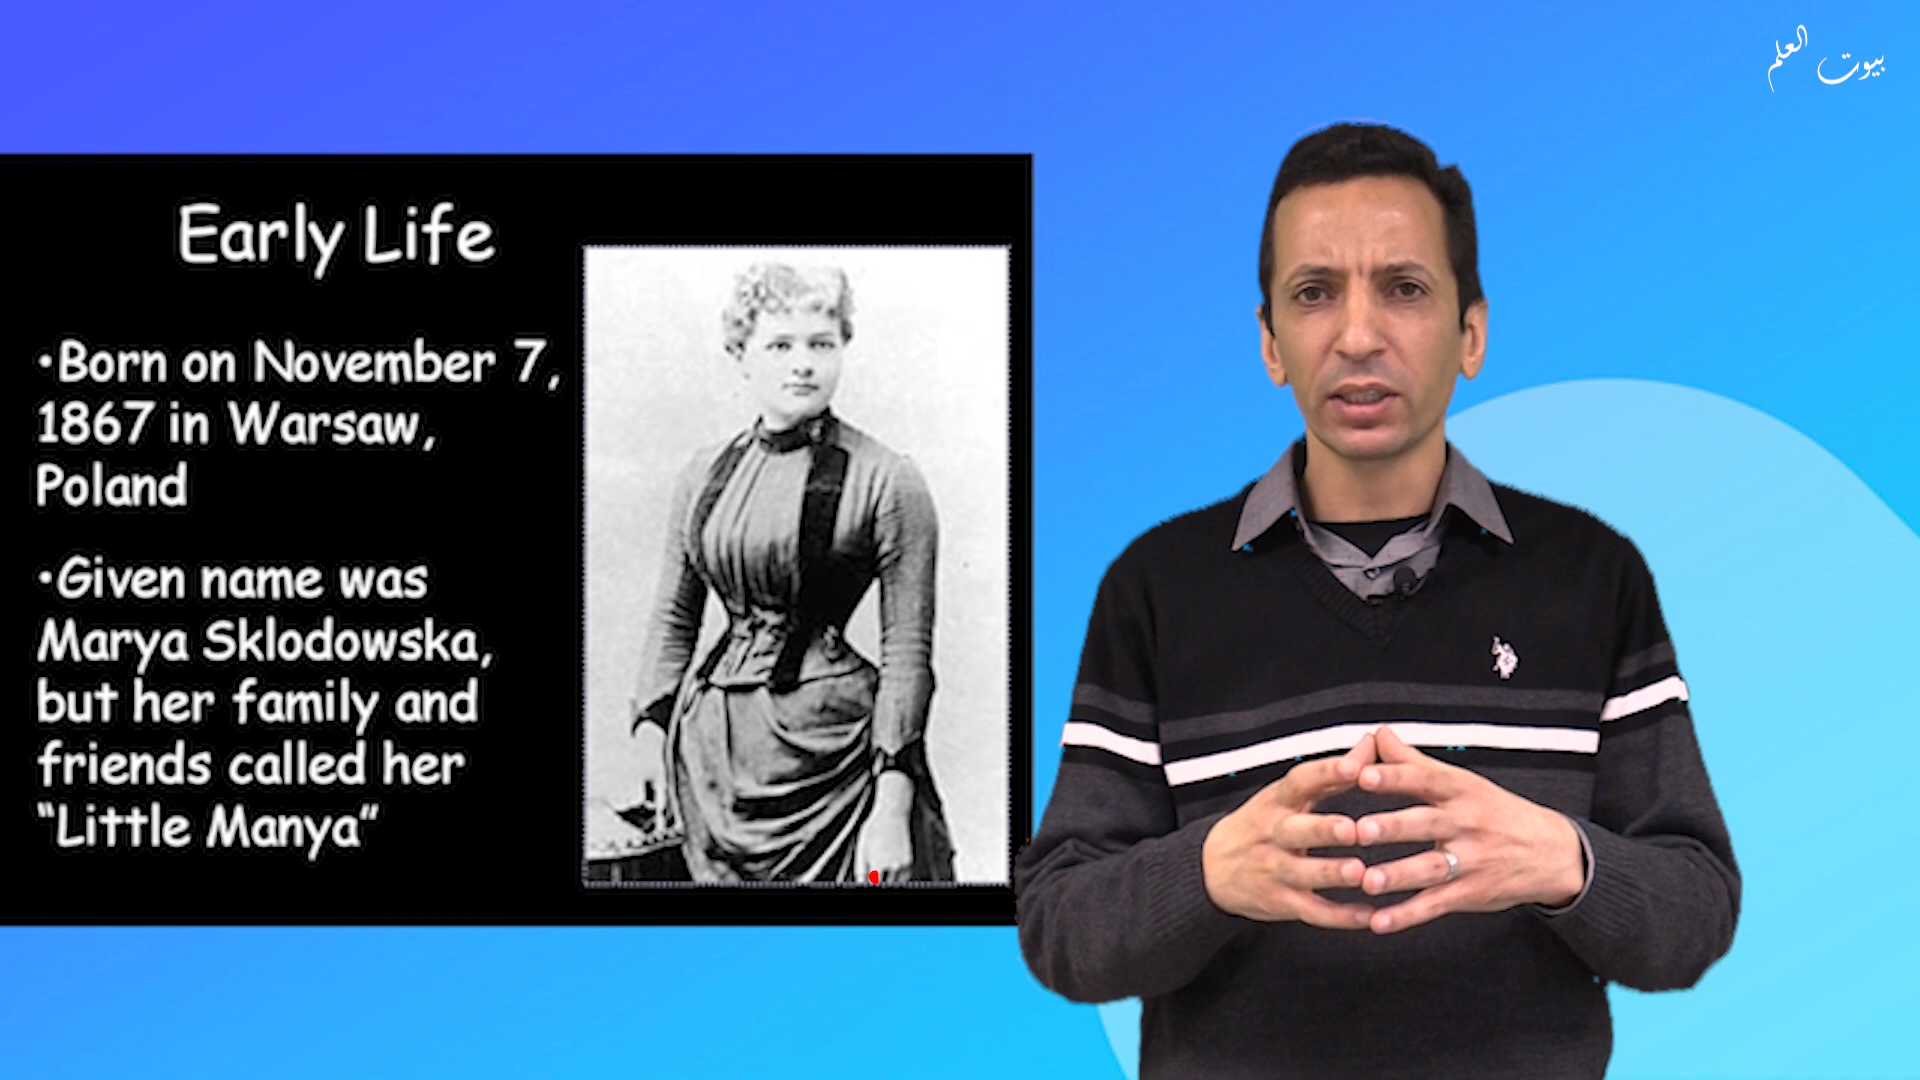 بيوت العلم
Early Life
•Born on November 7,
1867 in Warsaw,
Poland
•Given name was
Marya Sklodowska,
but her family and
friends called her
“Little Manya”